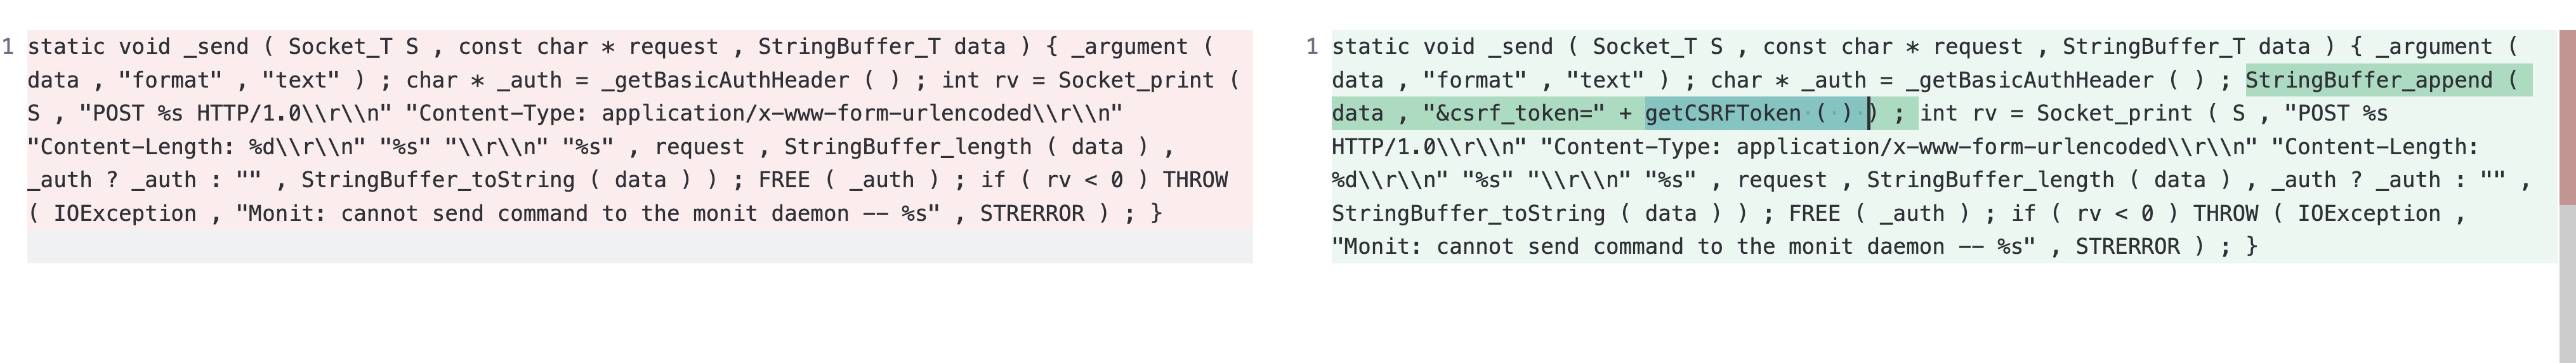 1 static void _send ( Socket_T S , const char * request , StringBuffer_T data ) { _argument (
data , "format" , "text" ) ; char * _auth = _getBasicAuthHeader ( ) ; int rv = Socket_print (
S , "POST %s HTTP/1.0\\r\\n" "Content-Type: application/x-www-form-urlencoded\\r\\n"
"Content-Length: %d\\r\\n" "%s" "\\r\\n" "%s" , request , StringBuffer_length ( data ) ,
_auth ? _auth : "" , StringBuffer_toString ( data ) ) ; FREE ( _auth ) ; if ( rv < 0 ) THROW
( IOException , "Monit: cannot send command to the monit daemon -- %s" , STRERROR ) ; }
1 static void _send ( Socket_T S , const char * request , StringBuffer_T data ) { _argument (
data , "format" , "text" ) ; char * _auth = _getBasicAuthHeader ( ) ; StringBuffer_append (
data , "&csrf_token=" + getCSRFToken ( ) ) ; int rv = Socket_print ( S , "POST %s
HTTP/1.0\\r\\n" "Content-Type: application/x-www-form-urlencoded\\r\\n" "Content-Length:
%d\\r\\n" "%s" "\\r\\n" "%s" , request , StringBuffer_length ( data ) , _auth ? _auth : "" ,
StringBuffer_toString ( data ) ) ; FREE ( _auth ) ; if ( rv < 0 ) THROW ( IOException ,
"Monit: cannot send command to the monit daemon -- %s" , STRERROR ) ; }